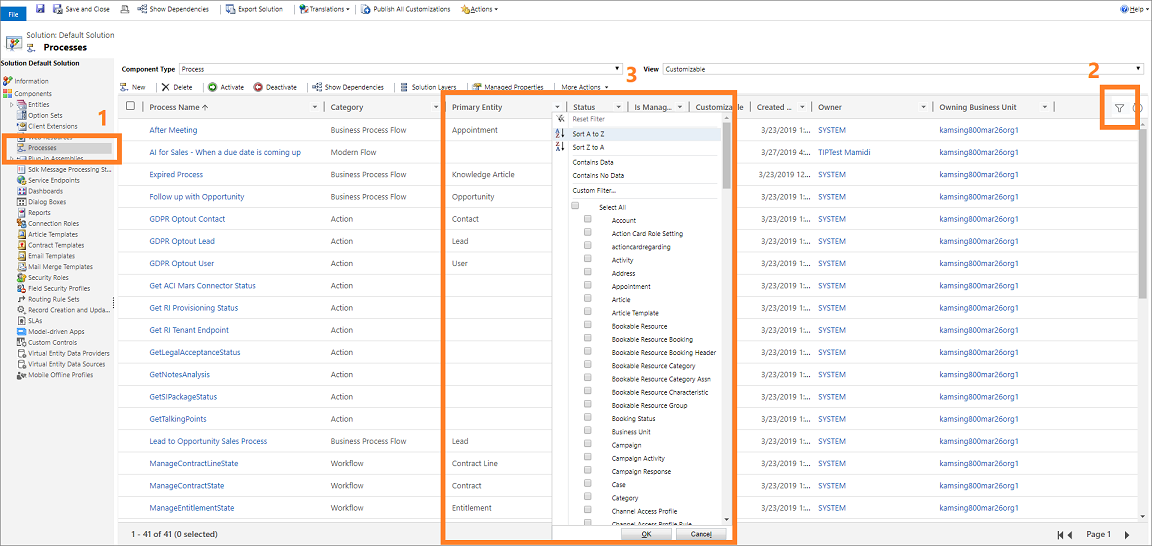 File Save and Close Show Dependencies Export Solution Translations Publish All Customizations Actions Help
Solution: Default Solution
Processes
Solution Default Solution
Information
Components
Entities
Option Sets
Client Extensions
1
Web Resources
Processes
Plug-in Assemblies
Sdk Message Processing St...
Service Endpoints
Dashboards
Dialog Boxes
Reports
Connection Roles
Article Templates
Contract Templates
Email Templates
Mail Merge Templates
Security Roles
Field Security Profiles
Routing Rule Sets
Record Creation and Upda...
SLAs
Model-driven Apps
Custom Controls
Virtual Entity Data Providers
Virtual Entity Data Sources
Mobile Offline Profiles
Component Type Process 3 View Customizable 2
New Delete Activate Deactivate Show Dependencies Solution Layers Managed Properties More Actions
Process Name Category Primary Entity Status Is Manag... Customizable Created ... Owner Owning Business Unit
After Meeting Business Process Flow Appointment 3/23/2019 1:... SYSTEM kamsing800mar26org1
AI for Sales - When a due date is coming up Modern Flow 3/27/2019 4:... TIPTest Mamidi kamsing800mar26org1
Expired Process Business Process Flow Knowledge Article 3/23/2019 12... SYSTEM kamsing800mar26org1
Follow up with Opportunity Business Process Flow Opportunity 3/23/2019 1:... SYSTEM kamsing800mar26org1
GDPR Optout Contact Action Contact 3/23/2019 1:... SYSTEM kamsing800mar26org1
GDPR Optout Lead Action Lead 3/23/2019 1:... SYSTEM kamsing800mar26org1
GDPR Optout User Action User 3/23/2019 1:... SYSTEM kamsing800mar26org1
Get ACI Mars Connector Status Action 3/23/2019 1:... SYSTEM kamsing800mar26org1
Get RI Provisioning Status Action 3/23/2019 1:... SYSTEM kamsing800mar26org1
Get RI Tenant Endpoint Action 3/23/2019 1:... SYSTEM kamsing800mar26org1
GetLegalAcceptanceStatus Action 3/23/2019 1:... SYSTEM kamsing800mar26org1
GetNotesAnalysis Action 3/23/2019 1:... SYSTEM kamsing800mar26org1
GetSIPackageStatus Action 3/23/2019 1:... SYSTEM kamsing800mar26org1
GetTalkingPoints Action 3/23/2019 1:... SYSTEM kamsing800mar26org1
Lead to Opportunity Sales Process Business Process Flow Lead 3/23/2019 1:... SYSTEM kamsing800mar26org1
ManageContractLineState Workflow Contract Line 3/23/2019 1:... SYSTEM kamsing800mar26org1
ManageContractState Workflow Contract 3/23/2019 1:... SYSTEM kamsing800mar26org1
ManageEntitlementState Workflow Entitlement 3/23/2019 1:... SYSTEM kamsing800mar26org1
Reset Filter
Sort A to Z
Sort Z to A
Contains Data
Contains No Data
Custom Filter...
Select All
Account
Action Card Role Setting
actioncardregarding
Activity
Address
Appointment
Article
Article Template
Bookable Resource
Bookable Resource Booking
Bookable Resource Booking Header
Bookable Resource Category
Bookable Resource Category Assn
Bookable Resource Characteristic
Bookable Resource Group
Booking Status
Business Unit
Campaign
Campaign Activity
Campaign Response
Case
Category
Channel Access Profile
Channel Access Profile Rule
OK Cancel
1 - 41 of 41 (0 selected) Page 1